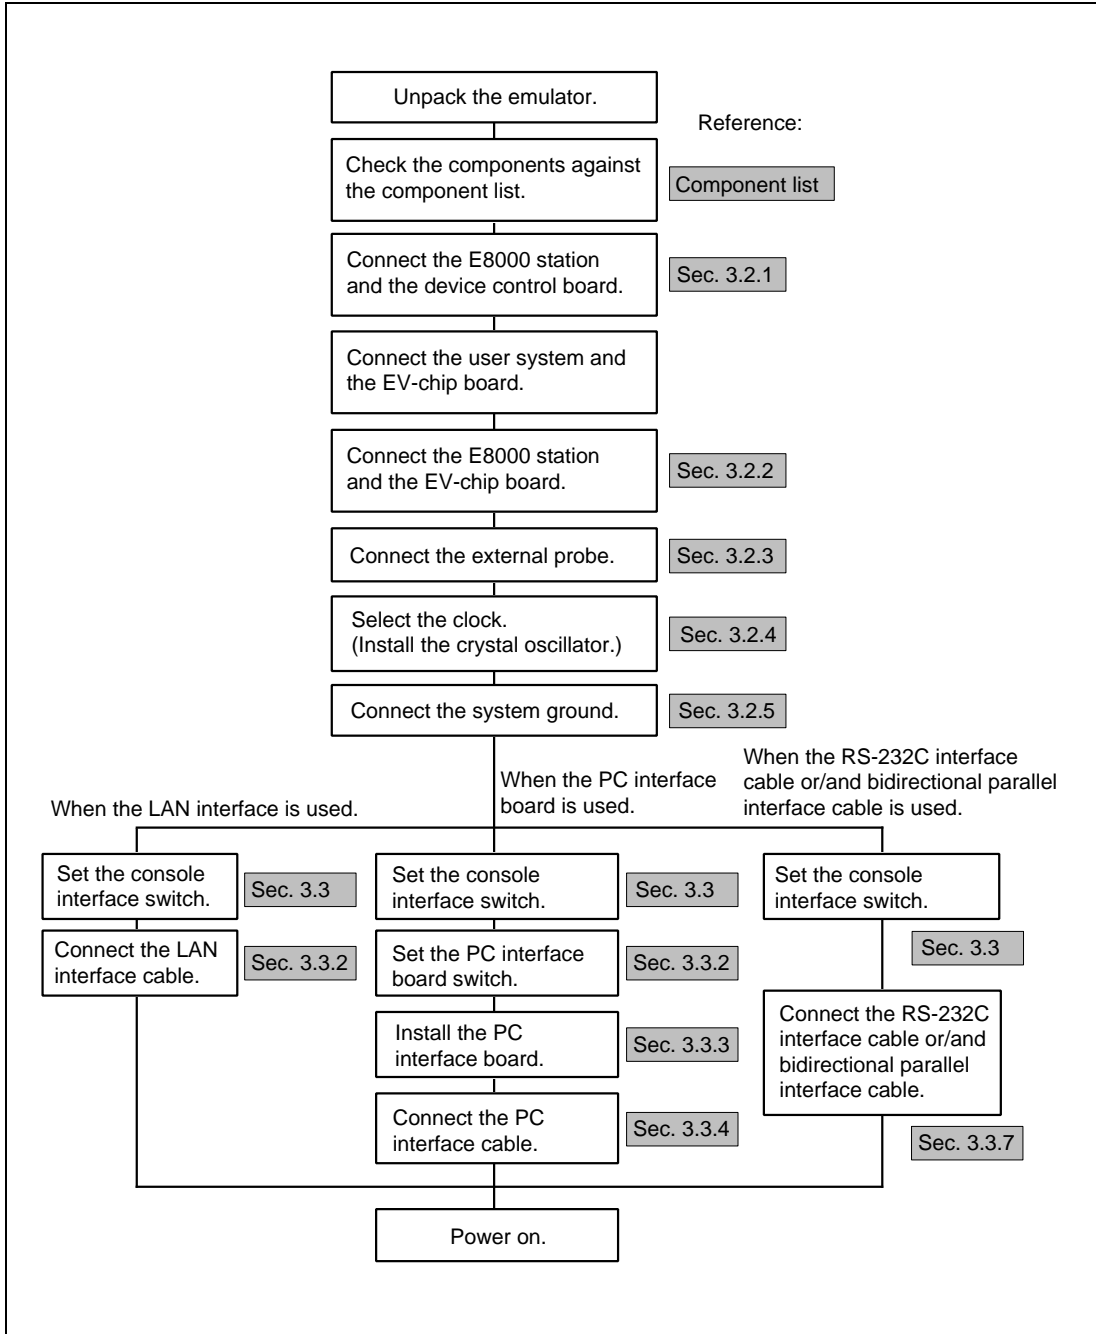 Unpack the emulator.
Reference:
Check the components against
the component list.
Component list
Connect the E8000 station
and the device control board.
Sec. 3.2.1
Connect the user system and
the EV-chip board.
Connect the E8000 station
and the EV-chip board.
Sec. 3.2.2
Connect the external probe.
Sec. 3.2.3
Select the clock.
(Install the crystal oscillator.)
Sec. 3.2.4
Connect the system ground.
Sec. 3.2.5
When the LAN interface is used.
When the PC interface
board is used.
When the RS-232C interface
cable or/and bidirectional parallel
interface cable is used.
Set the console
interface switch.
Sec. 3.3
Connect the LAN
interface cable.
Sec. 3.3.2
Set the console
interface switch.
Sec. 3.3
Set the PC interface
board switch.
Sec. 3.3.2
Install the PC
interface board.
Sec. 3.3.3
Connect the PC
interface cable.
Sec. 3.3.4
Set the console
interface switch.
Sec. 3.3
Connect the RS-232C
interface cable or/and
bidirectional parallel
interface cable.
Sec. 3.3.7
Power on.